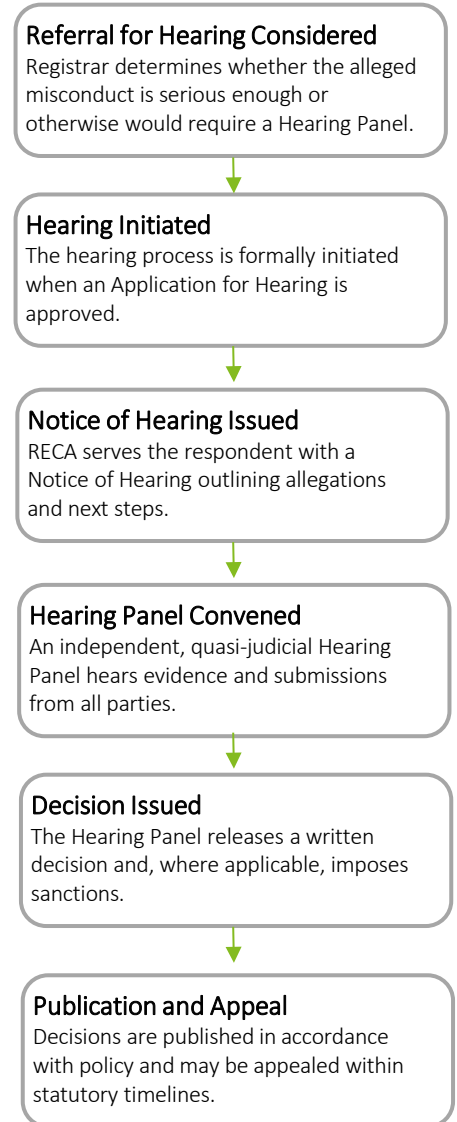 Referral for Hearing Considered
Registrar determines whether the alleged
misconduct is serious enough or
otherwise would require a Hearing Panel.
Hearing Initiated
The hearing process is formally initiated
when an Application for Hearing is
approved.
Notice of Hearing Issued
RECA serves the respondent with a
Notice of Hearing outlining allegations
and next steps.
Hearing Panel Convened
An independent, quasi-judicial Hearing
Panel hears evidence and submissions
from all parties.
Decision Issued
The Hearing Panel releases a written
decision and, where applicable, imposes
sanctions.
Publication and Appeal
Decisions are published in accordance
with policy and may be appealed within
statutory timelines.